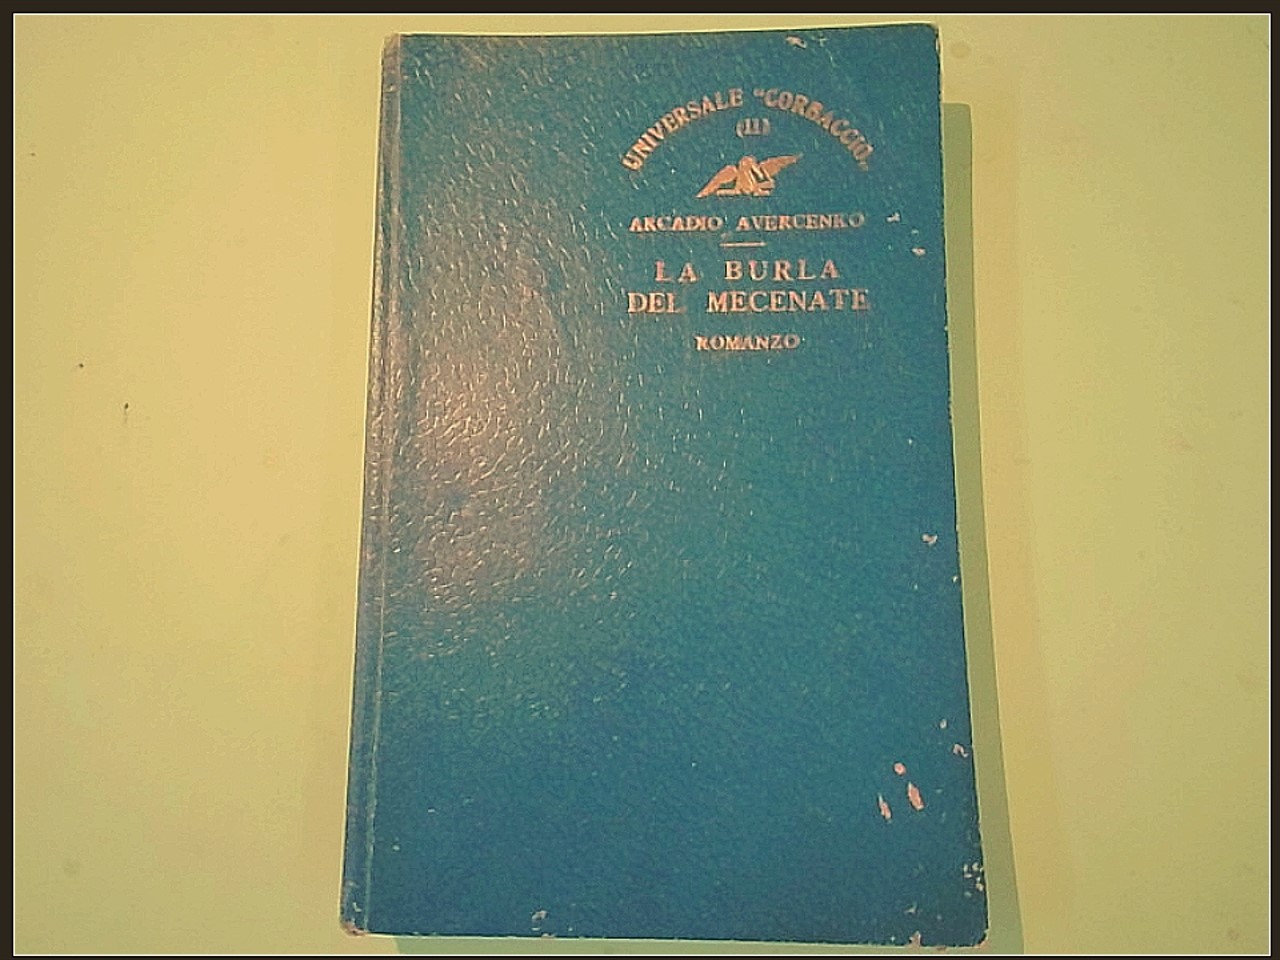 UNIVERSALE "CORBACCIO„
(11)
ARCADIO AVERCENKO
LA BURLA
DEL MECENATE
ROMANZO